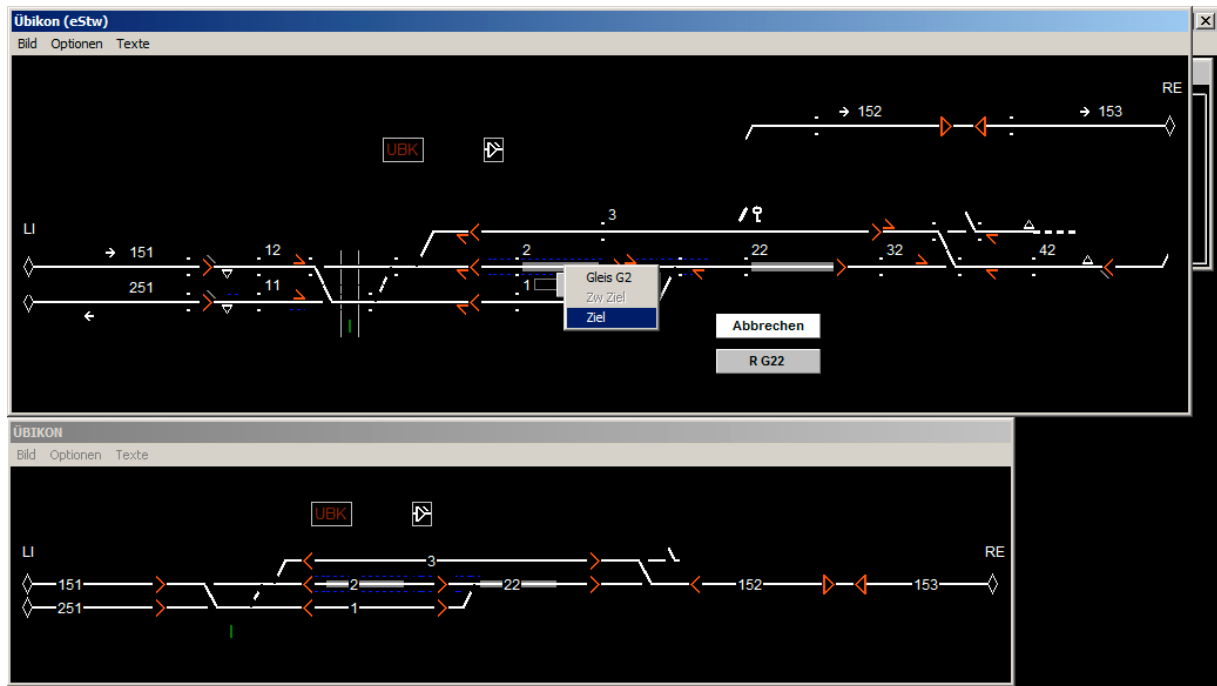 Übikon (eStw)
Bild Optionen Texte
RE
152 153
UBK
3
LI
151 12 2 22 32 42
251 11 1
Gleis G2
Zw Ziel
Ziel
Abbrechen
R G22
ÜBIKON
Bild Optionen Texte
UBK
LI RE
3
151 2 22 152 153
251 1